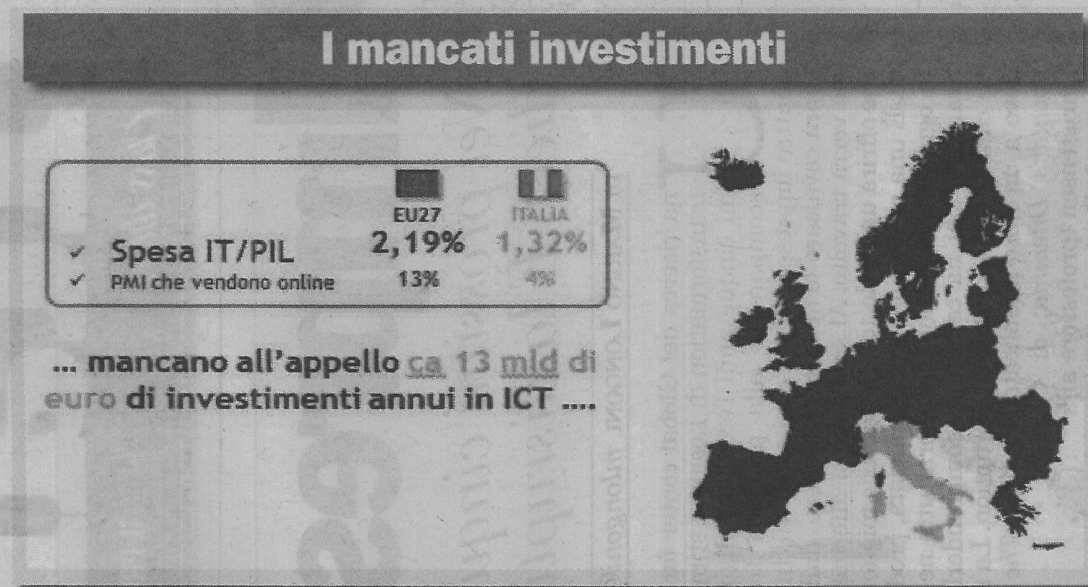 I mancati investimenti
EU27 ITALIA
✓ Spesa IT/PIL 2,19% 1,32%
✓ PMI che vendono online 13% 4%
... mancano all'appello ca 13 mld di
euro di investimenti annui in ICT ....